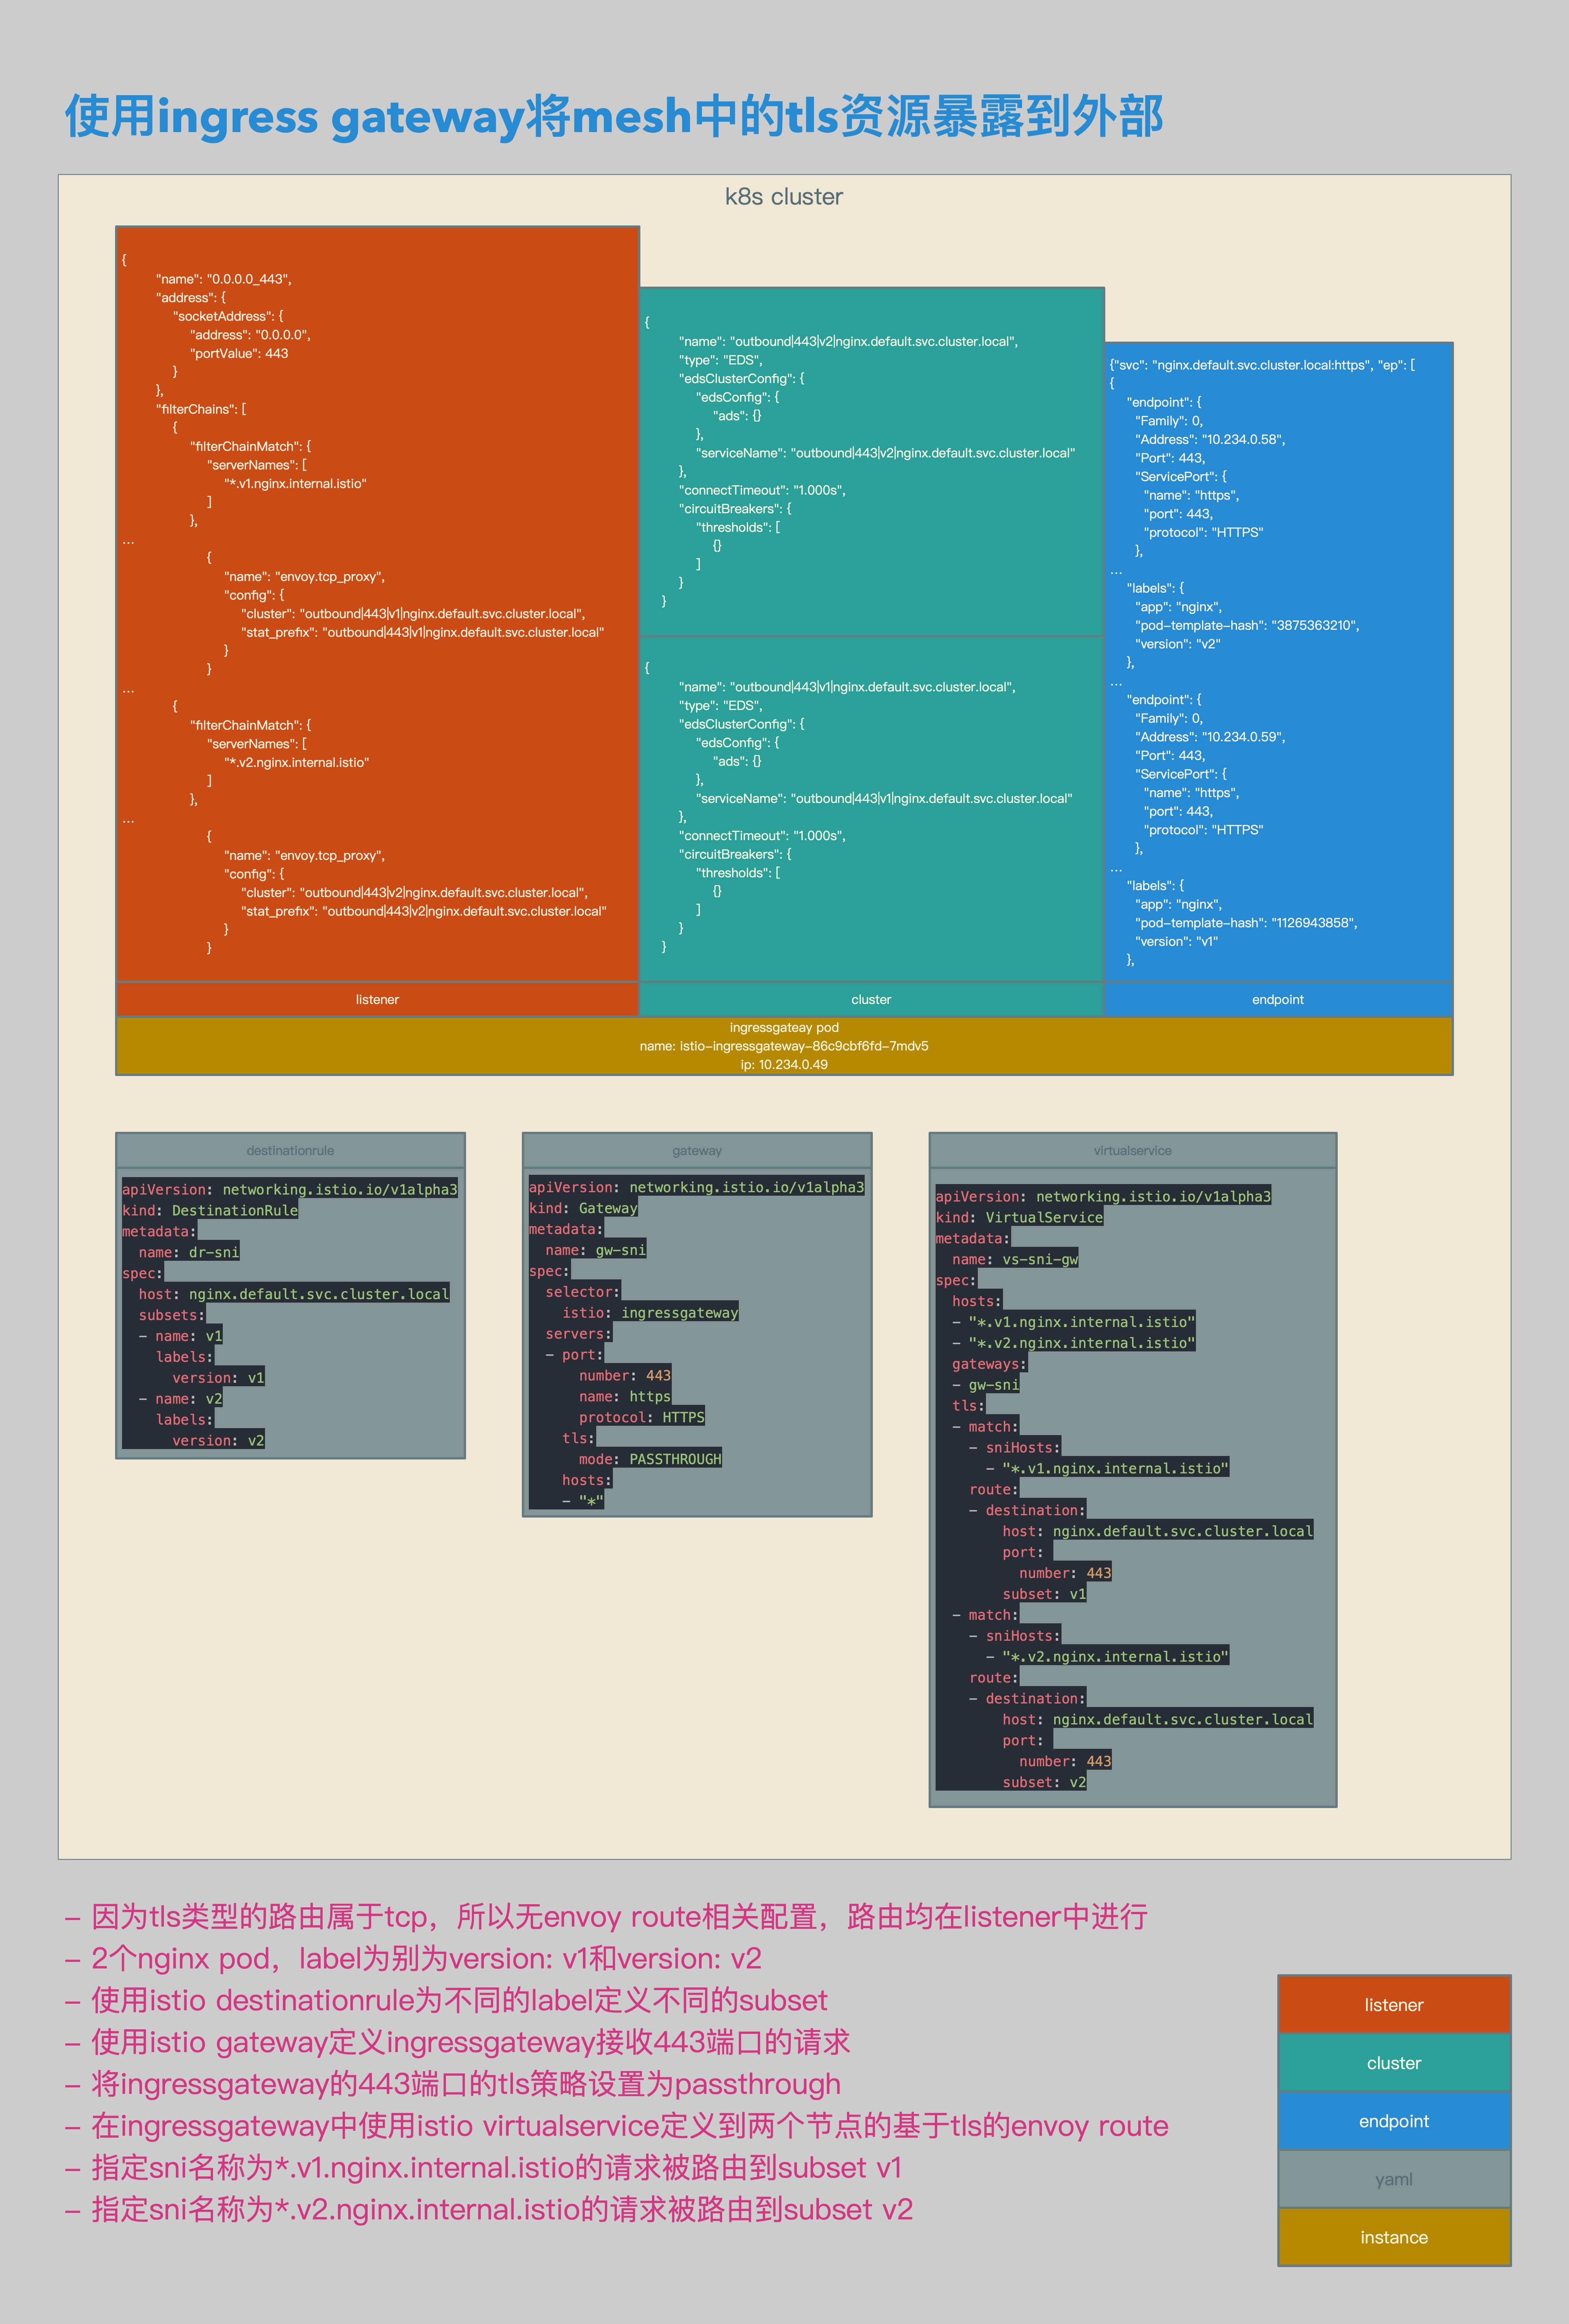 使用ingress gateway将mesh中的tls资源暴露到外部
k8s cluster
{
"name": "0.0.0.0_443",
"address": {
"socketAddress": {
"address": "0.0.0.0",
"portValue": 443
}
},
"filterChains": [
{
"filterChainMatch": {
"serverNames": [
"*.v1.nginx.internal.istio"
]
},
...
{
"name": "envoy.tcp_proxy",
"config": {
"cluster": "outbound|443|v1|nginx.default.svc.cluster.local",
"stat_prefix": "outbound|443|v1|nginx.default.svc.cluster.local"
}
}
...
{
"filterChainMatch": {
"serverNames": [
"*.v2.nginx.internal.istio"
]
},
...
{
"name": "envoy.tcp_proxy",
"config": {
"cluster": "outbound|443|v2|nginx.default.svc.cluster.local",
"stat_prefix": "outbound|443|v2|nginx.default.svc.cluster.local"
}
}
listener
{
"name": "outbound|443|v2|nginx.default.svc.cluster.local",
"type": "EDS",
"edsClusterConfig": {
"edsConfig": {
"ads": {}
},
"serviceName": "outbound|443|v2|nginx.default.svc.cluster.local"
},
"connectTimeout": "1.000s",
"circuitBreakers": {
"thresholds": [
{}
]
}
}
{
"name": "outbound|443|v1|nginx.default.svc.cluster.local",
"type": "EDS",
"edsClusterConfig": {
"edsConfig": {
"ads": {}
},
"serviceName": "outbound|443|v1|nginx.default.svc.cluster.local"
},
"connectTimeout": "1.000s",
"circuitBreakers": {
"thresholds": [
{}
]
}
}
cluster
{"svc": "nginx.default.svc.cluster.local:https", "ep": [
{
"endpoint": {
"Family": 0,
"Address": "10.234.0.58",
"Port": 443,
"ServicePort": {
"name": "https",
"port": 443,
"protocol": "HTTPS"
},
...
"labels": {
"app": "nginx",
"pod-template-hash": "3875363210",
"version": "v2"
},
...
"endpoint": {
"Family": 0,
"Address": "10.234.0.59",
"Port": 443,
"ServicePort": {
"name": "https",
"port": 443,
"protocol": "HTTPS"
},
...
"labels": {
"app": "nginx",
"pod-template-hash": "1126943858",
"version": "v1"
},
endpoint
ingressgateay pod
name: istio-ingressgateway-86c9cbf6fd-7mdv5
ip: 10.234.0.49
destinationrule
apiVersion: networking.istio.io/v1alpha3
kind: DestinationRule
metadata:
name: dr-sni
spec:
host: nginx.default.svc.cluster.local
subsets:
- name: v1
labels:
version: v1
- name: v2
labels:
version: v2
gateway
apiVersion: networking.istio.io/v1alpha3
kind: Gateway
metadata:
name: gw-sni
spec:
selector:
istio: ingressgateway
servers:
- port:
number: 443
name: https
protocol: HTTPS
tls:
mode: PASSTHROUGH
hosts:
- "*"
virtualservice
apiVersion: networking.istio.io/v1alpha3
kind: VirtualService
metadata:
name: vs-sni-gw
spec:
hosts:
- "*.v1.nginx.internal.istio"
- "*.v2.nginx.internal.istio"
gateways:
- gw-sni
tls:
- match:
- sniHosts:
- "*.v1.nginx.internal.istio"
route:
- destination:
host: nginx.default.svc.cluster.local
port:
number: 443
subset: v1
- match:
- sniHosts:
- "*.v2.nginx.internal.istio"
route:
- destination:
host: nginx.default.svc.cluster.local
port:
number: 443
subset: v2
- 因为tls类型的路由属于tcp，所以无envoy route相关配置，路由均在listener中进行
- 2个nginx pod，label为别为version: v1和version: v2
- 使用istio destinationrule为不同的label定义不同的subset
- 使用istio gateway定义ingressgateway接收443端口的请求
- 将ingressgateway的443端口的tls策略设置为passthrough
- 在ingressgateway中使用istio virtualservice定义到两个节点的基于tls的envoy route
- 指定sni名称为*.v1.nginx.internal.istio的请求被路由到subset v1
- 指定sni名称为*.v2.nginx.internal.istio的请求被路由到subset v2
listener
cluster
endpoint
yaml
instance